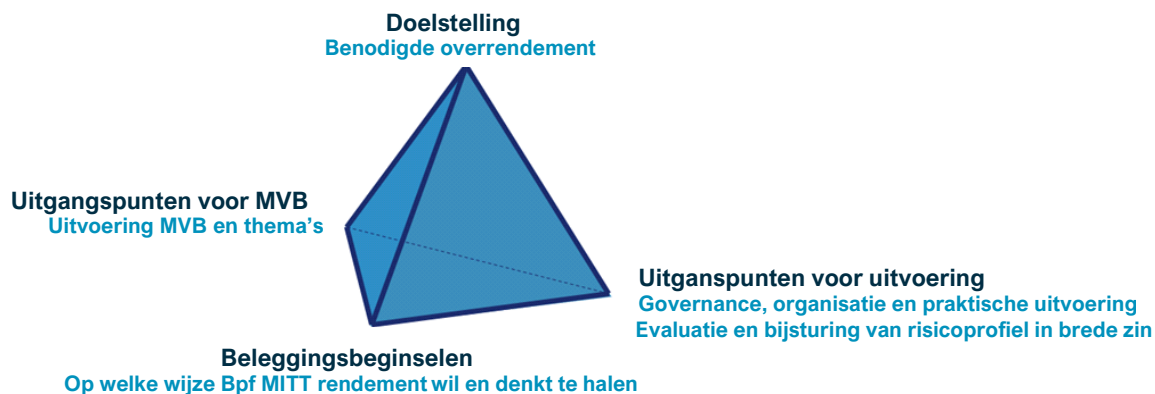 Doelstelling
Benodigde overrendement
Uitgangspunten voor MVB
Uitvoering MVB en thema's
Uitganspunten voor uitvoering
Governance, organisatie en praktische uitvoering
Evaluatie en bijsturing van risicoprofiel in brede zin
Beleggingsbeginselen
Op welke wijze Bpf MITT rendement wil en denkt te halen